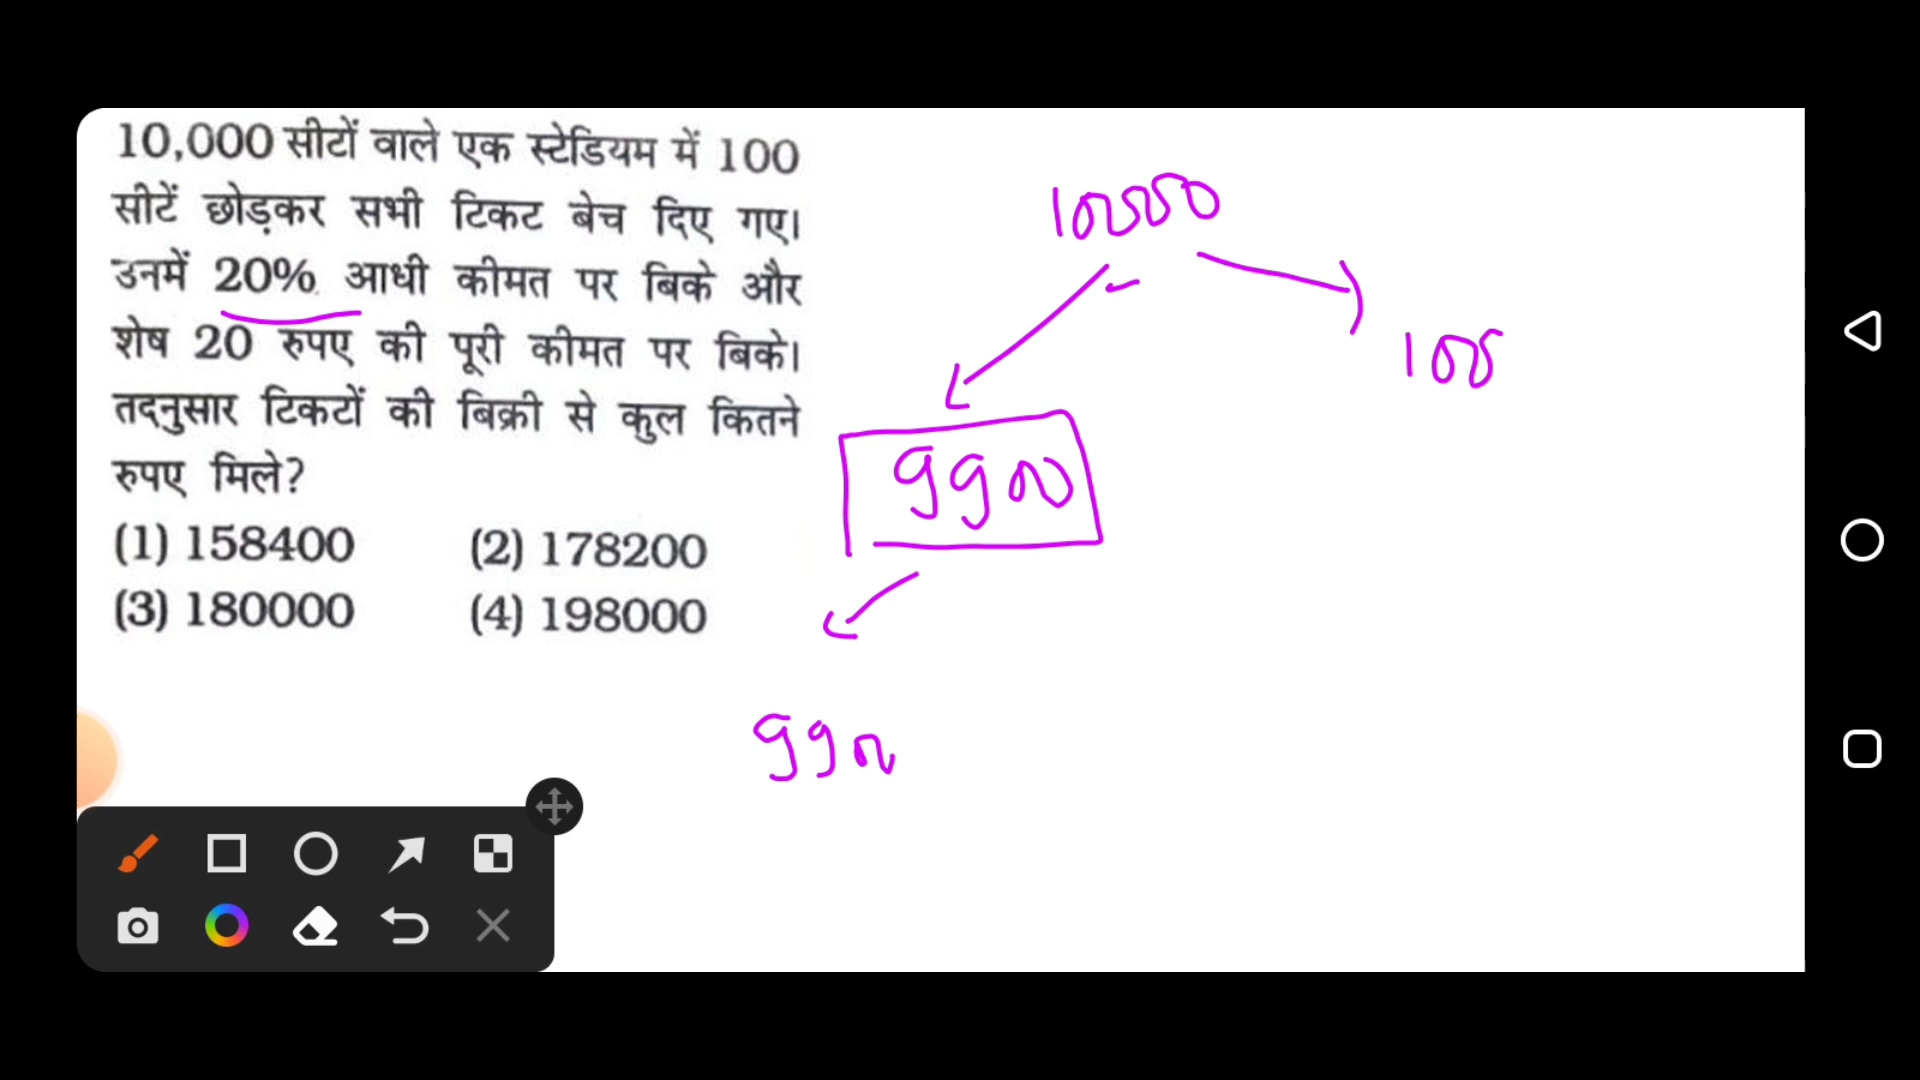 10,000 सीटों वाले एक स्टेडियम में 100
सीटें छोड़कर सभी टिकट बेच दिए गए।
उनमें 20% आधी कीमत पर बिके और
शेष 20 रुपए की पूरी कीमत पर बिके।
तदनुसार टिकटों की बिक्री से कुल कितने
रुपए मिले?
(1) 158400 (2) 178200
(3) 180000 (4) 198000
10000
100
9900
990